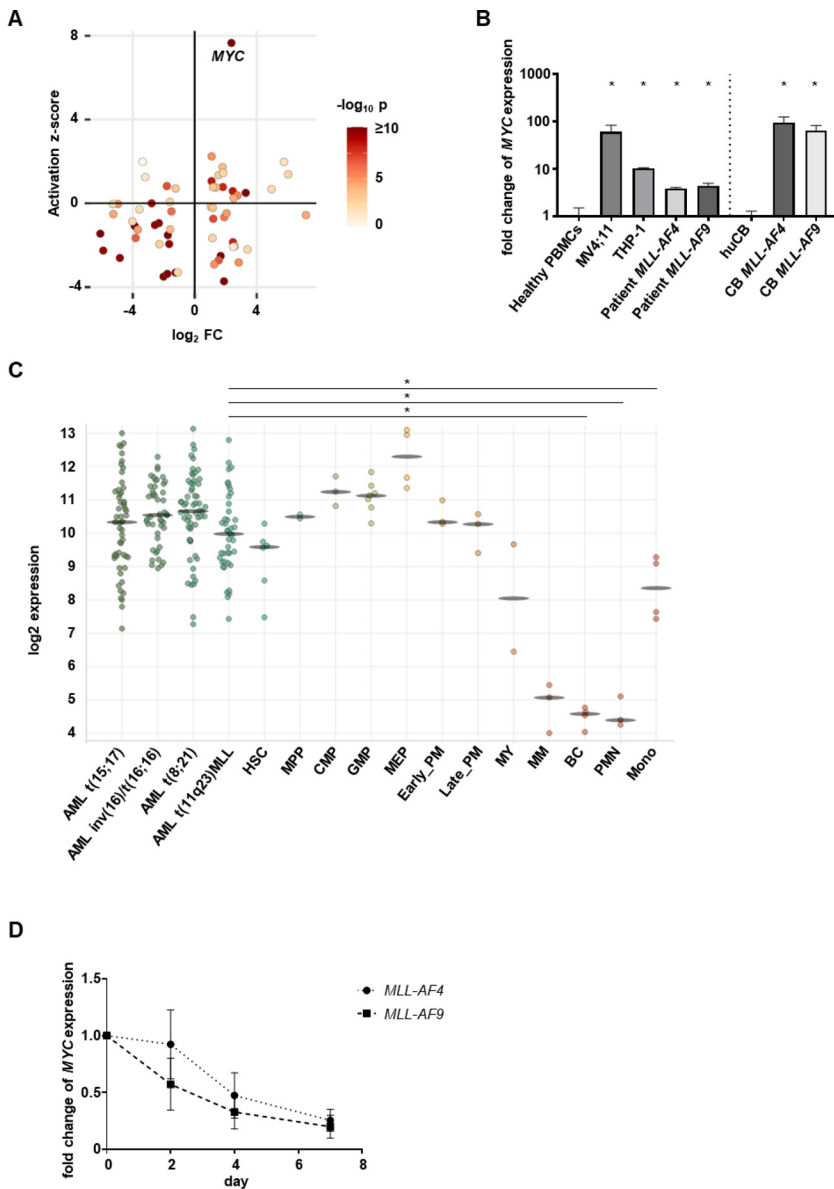 A
8
4
0
-4
-4
0
4
MYC
Activation z-score
log2 FC
-log10 p
≥10
5
0
B
fold change of MYC expression
1000
100
10
1
* * * * * *
Healthy PBMCs
MV4;11
THP-1
Patient MLL-AF4
Patient MLL-AF9
huCB
CB MLL-AF4
CB MLL-AF9
C
*
*
*
log2 expression
13
12
11
10
9
8
7
6
5
4
AML t(15;17)
AML inv(16)/t(16;16)
AML t(8;21)
AML t(11q23)MLL
HSC
MPP
CMP
GMP
MEP
Early_PM
Late_PM
MY
MM
BC
PMN
Mono
D
fold change of MYC expression
1.5
1.0
0.5
0
0 2 4 6 8
day
MLL-AF4
MLL-AF9